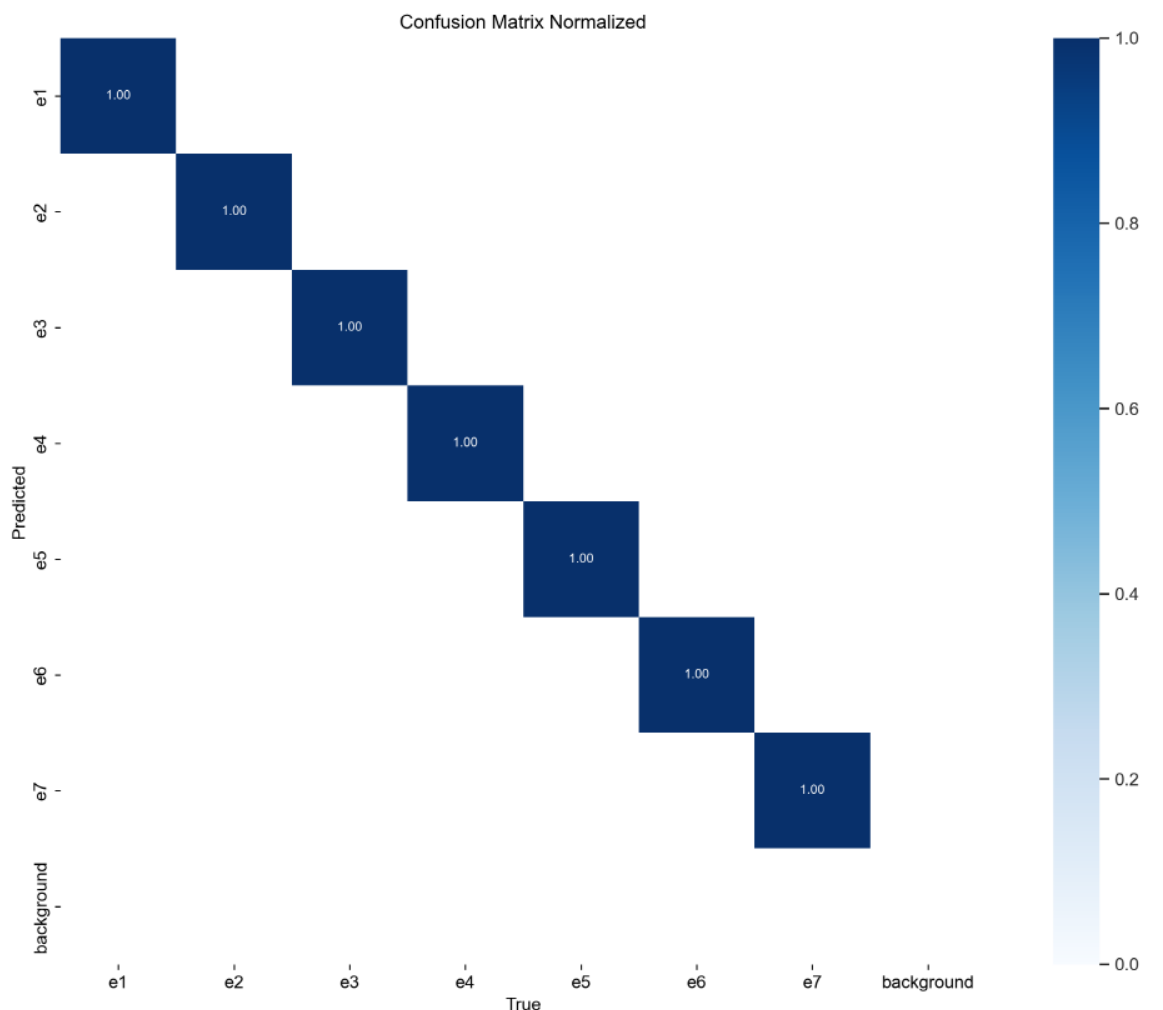 Confusion Matrix Normalized
1.0
e1
1.00
e2
1.00
0.8
e3
1.00
0.6
e4
1.00
Predicted
e5
1.00
0.4
e6
1.00
0.2
e7
1.00
background
0.0
e1 e2 e3 e4 e5 e6 e7 background
True